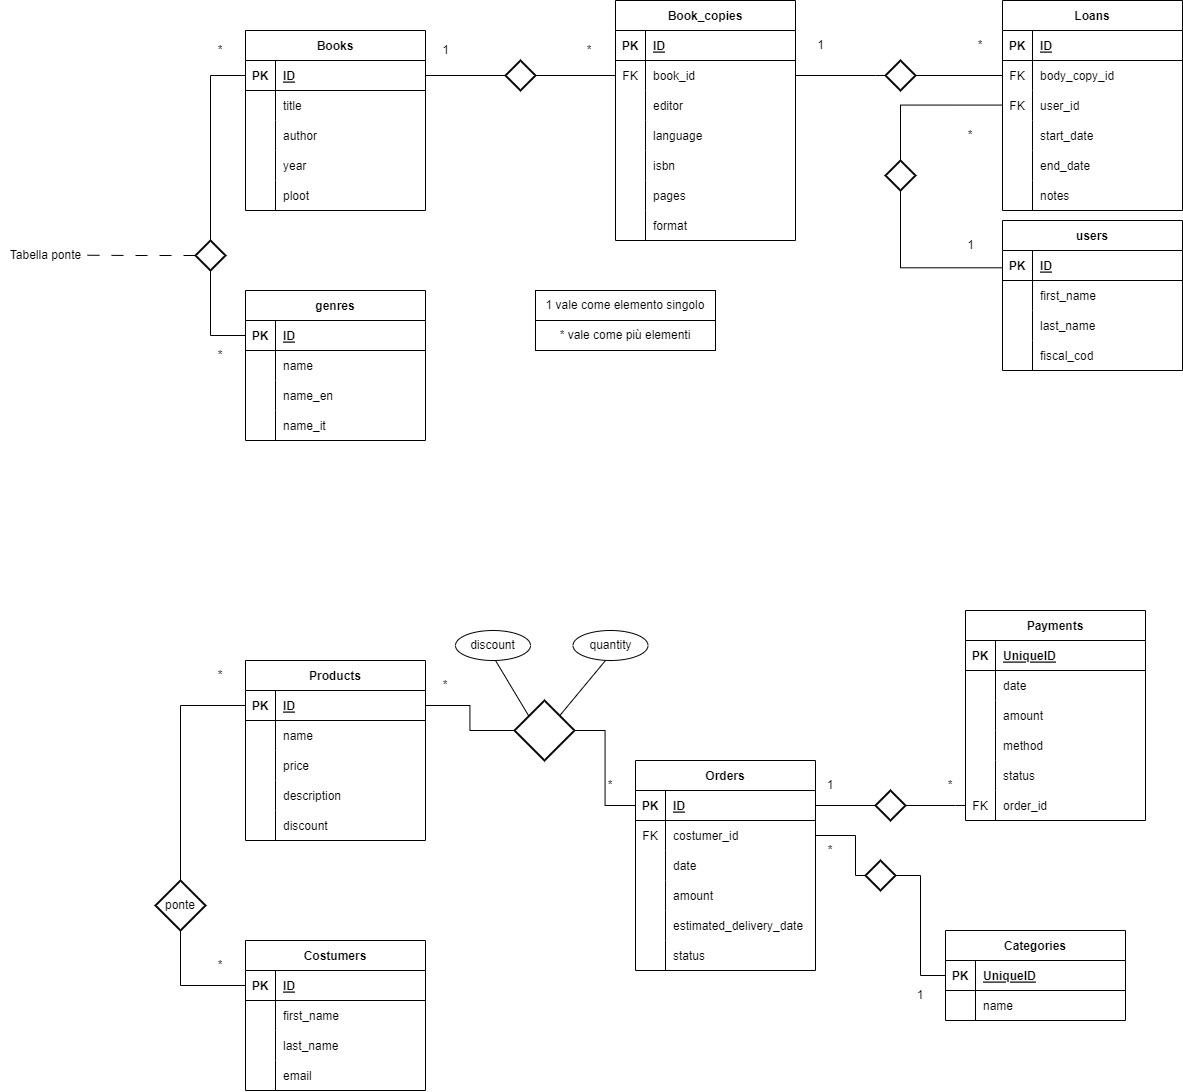 Book_copies
PK ID
FK book_id
editor
language
isbn
pages
format
1
*
Loans
PK ID
FK body_copy_id
FK user_id
start_date
end_date
notes
*
Books
PK ID
title
author
year
ploot
1
*
*
1
users
PK ID
first_name
last_name
fiscal_cod
Tabella ponte
genres
PK ID
name
name_en
name_it
*
1 vale come elemento singolo
* vale come più elementi
discount
quantity
Payments
PK UniqueID
date
amount
method
status
FK order_id
*
Products
PK ID
name
price
description
discount
*
*
Orders
PK ID
FK costumer_id
date
amount
estimated_delivery_date
status
1
*
*
ponte
*
Costumers
PK ID
first_name
last_name
email
Categories
PK UniqueID
name
1